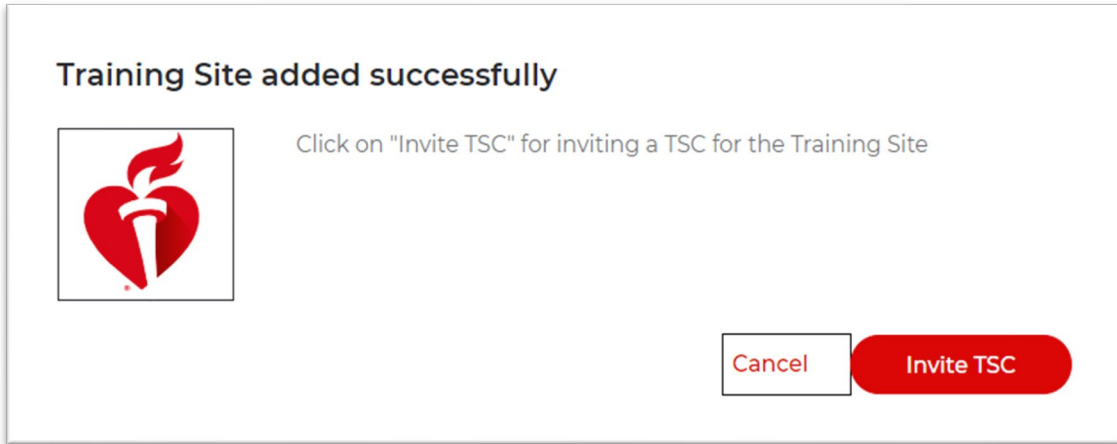 Training Site added successfully
Click on "Invite TSC" for inviting a TSC for the Training Site
®
Cancel
Invite TSC